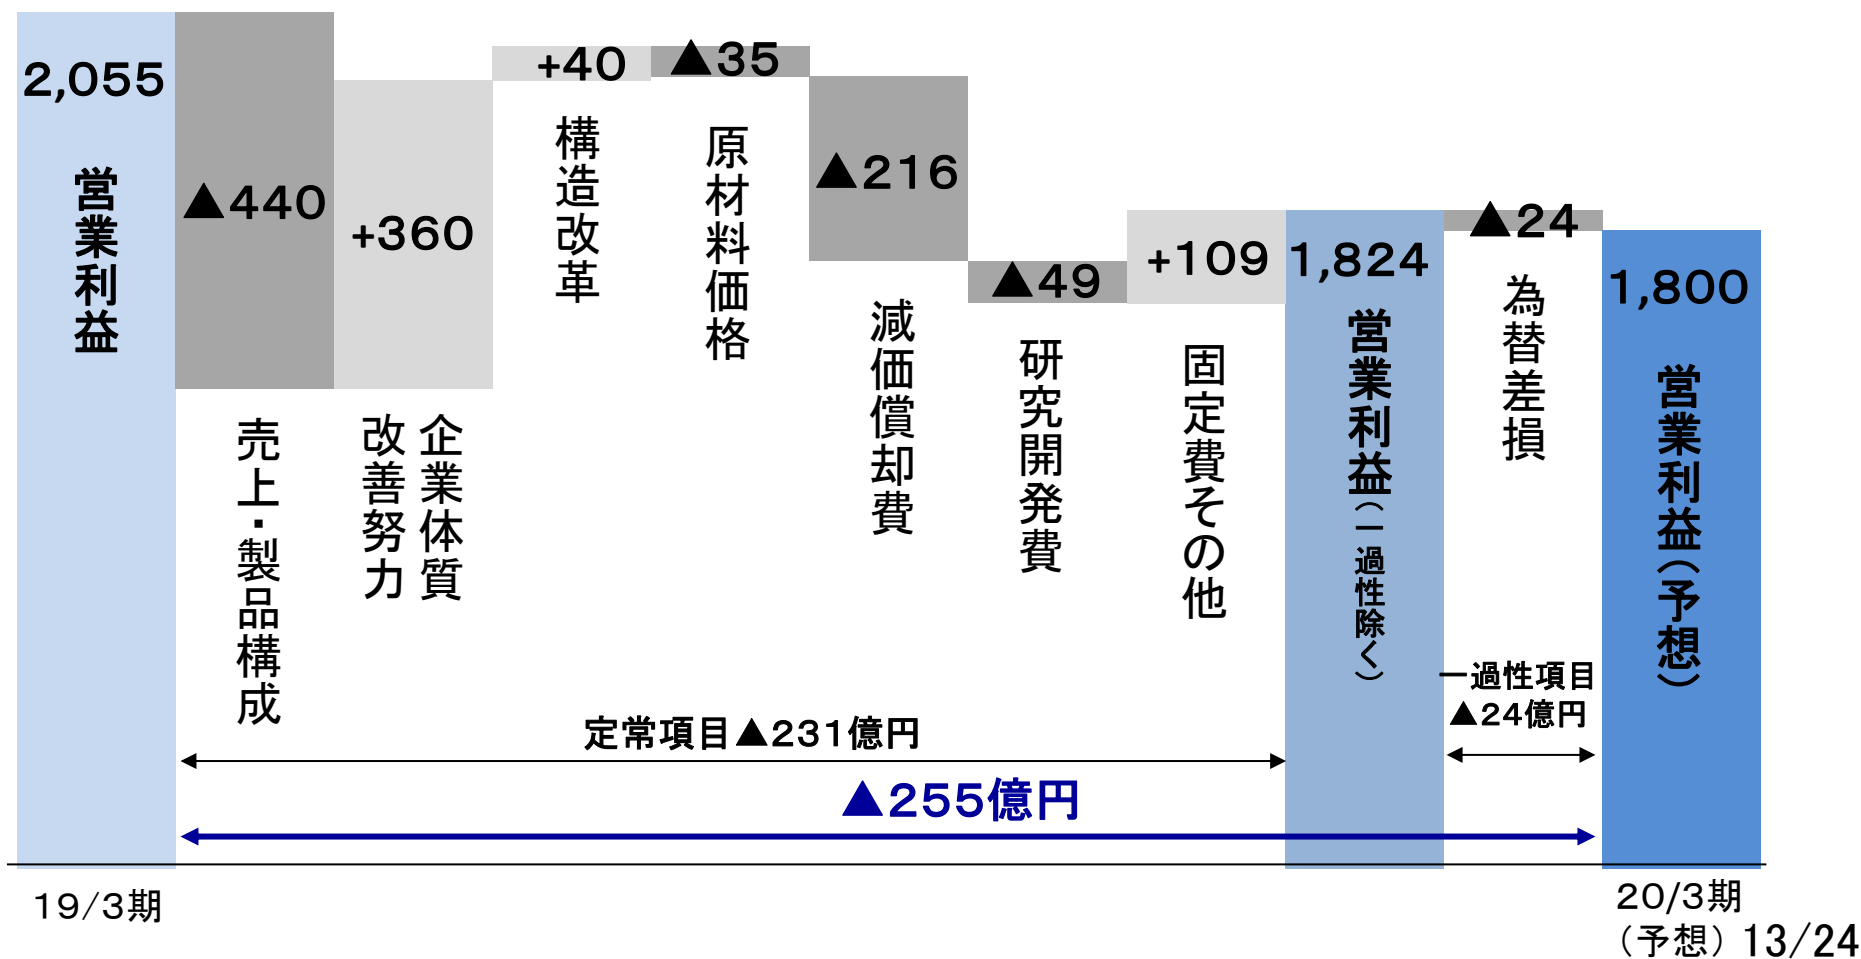 2,055
営業利益
▲440
売上・製品構成
+360
企業体質
改善努力
+40
構造改革
▲35
原材料価格
▲216
減価償却費
▲49
研究開発費
+109
固定費その他
1,824
営業利益(一過性除く)
▲24
為替差損
1,800
営業利益(予想)
定常項目▲231億円
一過性項目
▲24億円
▲255億円
19/3期
20/3期
(予想)
13/24